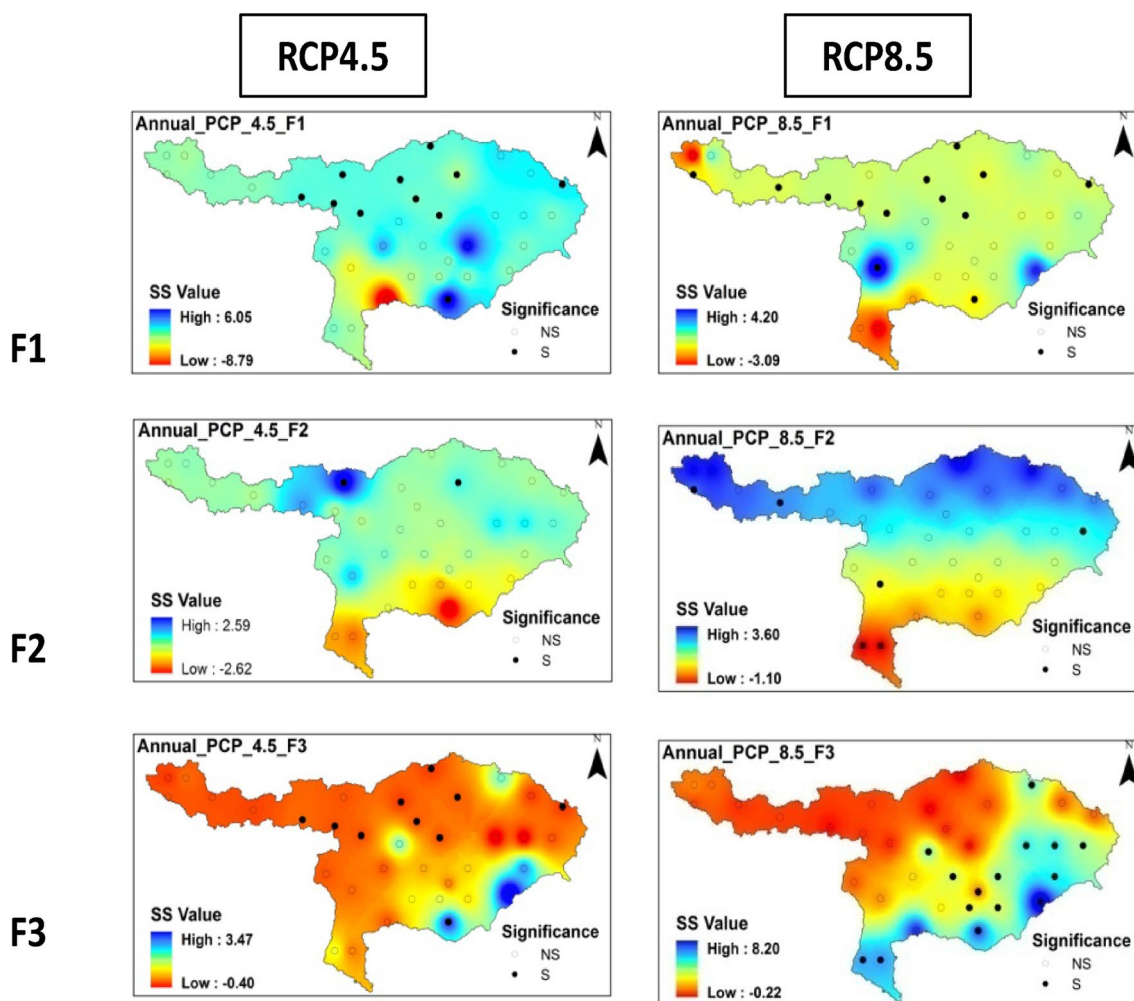 RCP4.5
RCP8.5
F1
Annual_PCP_4.5_F1
N
SS Value
High : 6.05
Low : -8.79
Significance
NS
S
Annual_PCP_8.5_F1
N
SS Value
High : 4.20
Low : -3.09
Significance
NS
S
F2
Annual_PCP_4.5_F2
N
SS Value
High : 2.59
Low : -2.62
Significance
NS
S
Annual_PCP_8.5_F2
N
SS Value
High : 3.60
Low : -1.10
Significance
NS
S
F3
Annual_PCP_4.5_F3
N
SS Value
High : 3.47
Low : -0.40
Significance
NS
S
Annual_PCP_8.5_F3
N
SS Value
High : 8.20
Low : -0.22
Significance
NS
S